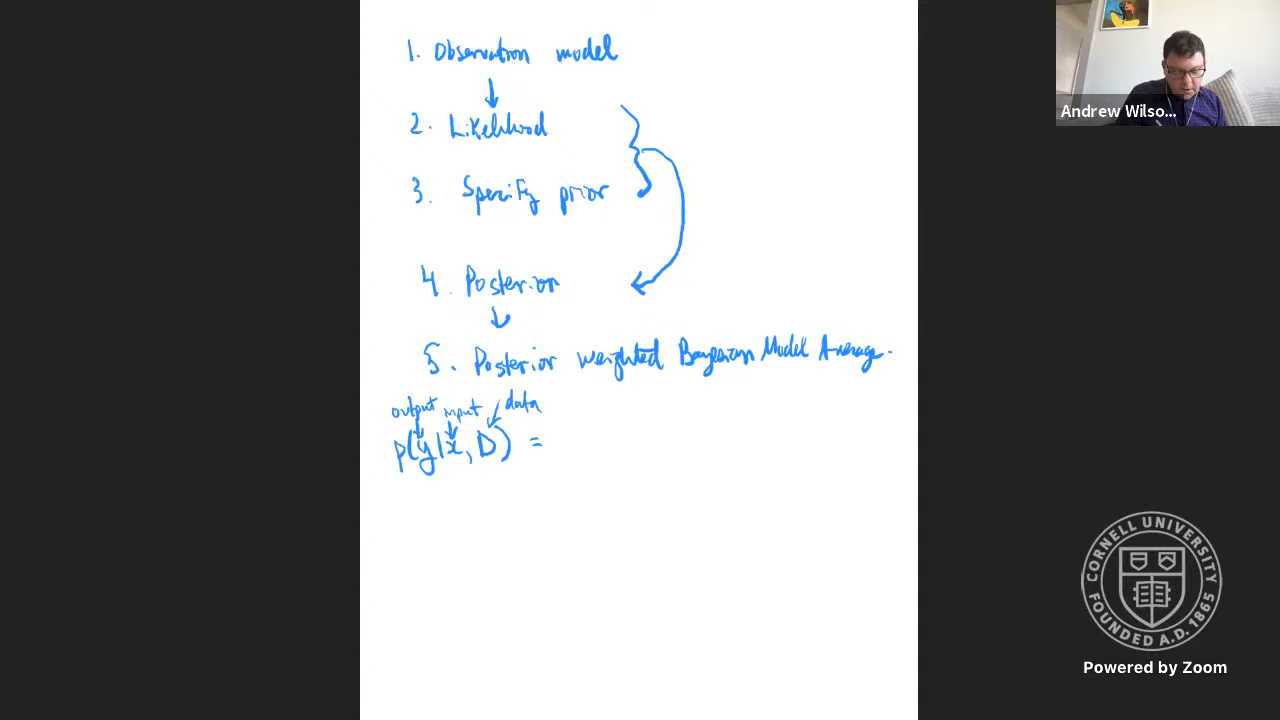 1. Observation model
2. Likelihood
3. Specify prior
4. Posterior
5. Posterior weighted Bayesian Model Average.
output input data
p(y|x, D) =
Andrew Wilso...
CORNELL UNIVERSITY
FOUNDED A.D. 1865
Powered by Zoom